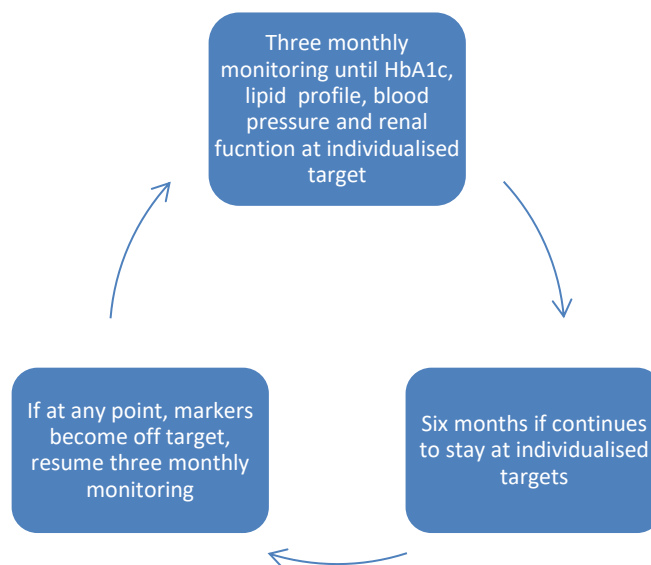 Three monthly
monitoring until HbA1c,
lipid profile, blood
pressure and renal
fucntion at individualised
target
Six months if continues
to stay at individualised
targets
If at any point, markers
become off target,
resume three monthly
monitoring